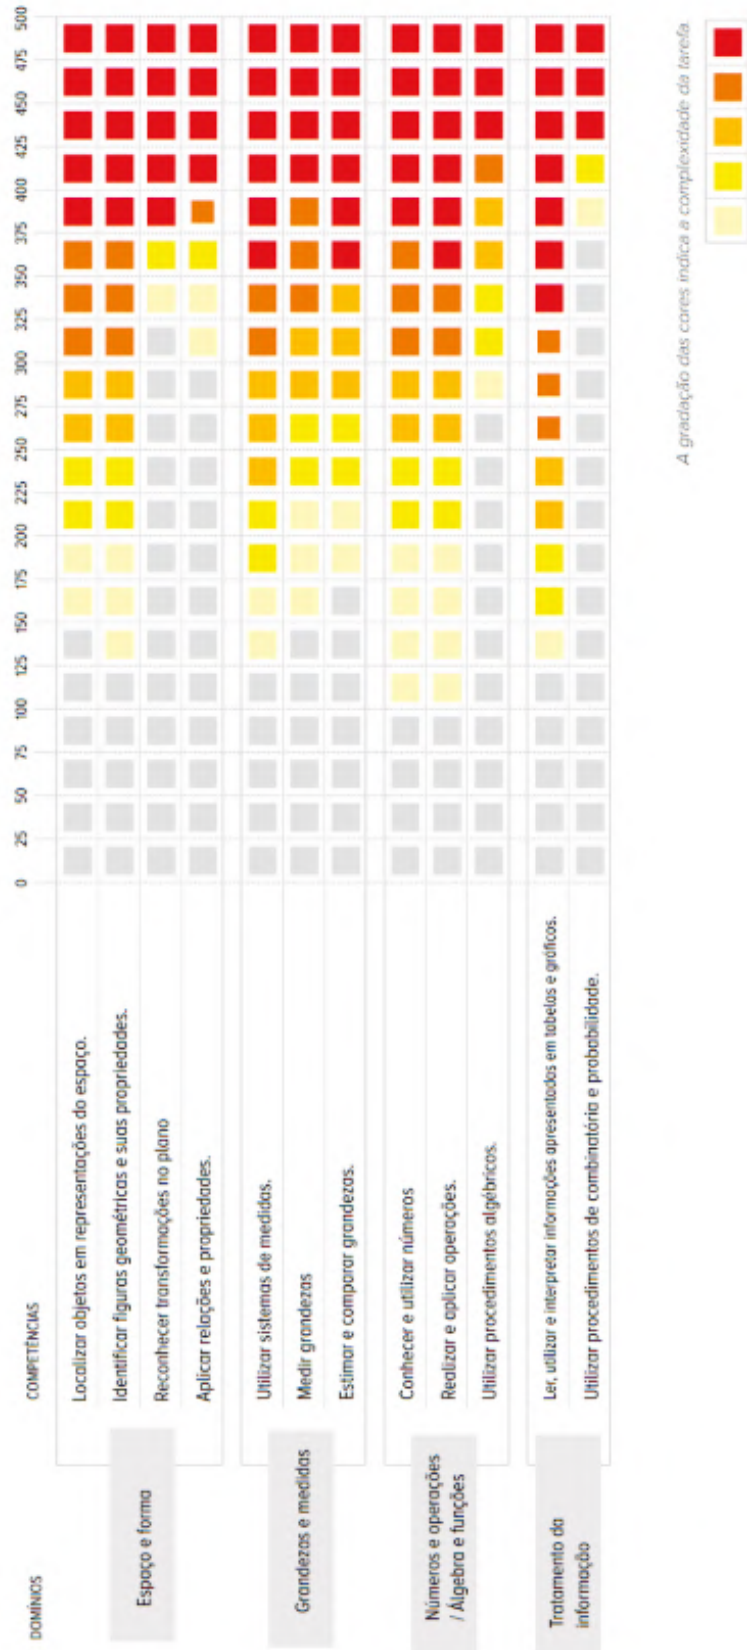 DOMÍNIOS
COMPETÊNCIAS
0 25 50 75 100 125 150 175 200 225 250 275 300 325 350 375 400 425 450 475 500
Espaço e forma
Localizar objetos em representações do espaço.
Identificar figuras geométricas e suas propriedades.
Reconhecer transformações no plano
Aplicar relações e propriedades.
Grandezas e medidas
Utilizar sistemas de medidas.
Medir grandezas
Estimar e comparar grandezas.
Números e operações
/ Álgebra e funções
Conhecer e utilizar números
Realizar e aplicar operações.
Utilizar procedimentos algébricos.
Tratamento da
informação
Ler, utilizar e interpretar informações apresentadas em tabelas e gráficos.
Utilizar procedimentos de combinatória e probabilidade.
A gradação das cores indica a complexidade da tarefa.